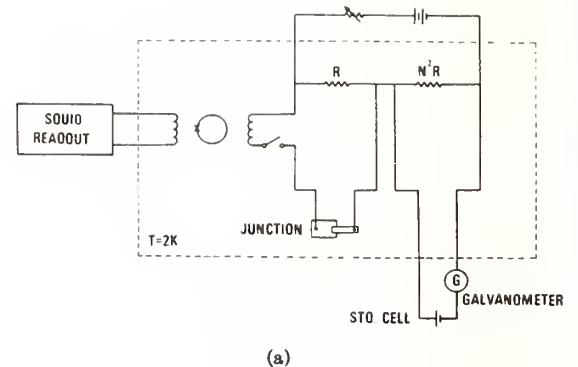 R
N²R
SQUID
READOUT
JUNCTION
T=2K
G
GALVANOMETER
STD. CELL
(a)